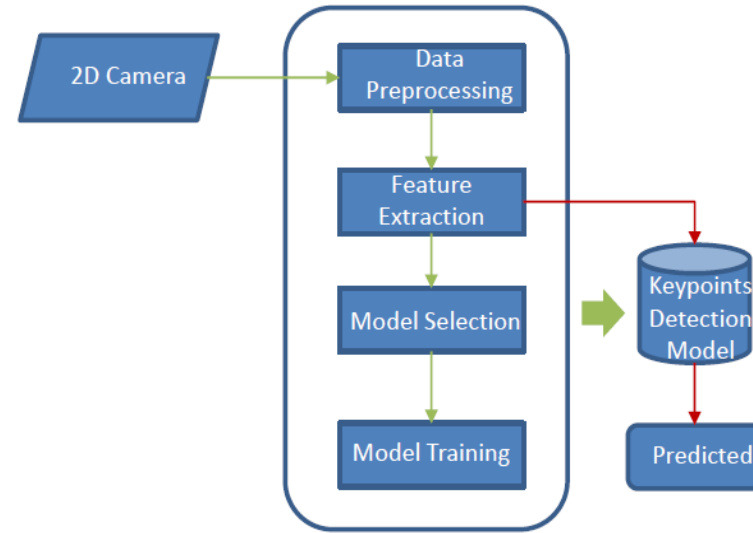 2D Camera
Data
Preprocessing
Feature
Extraction
Model Selection
Model Training
Keypoints
Detection
Model
Predicted